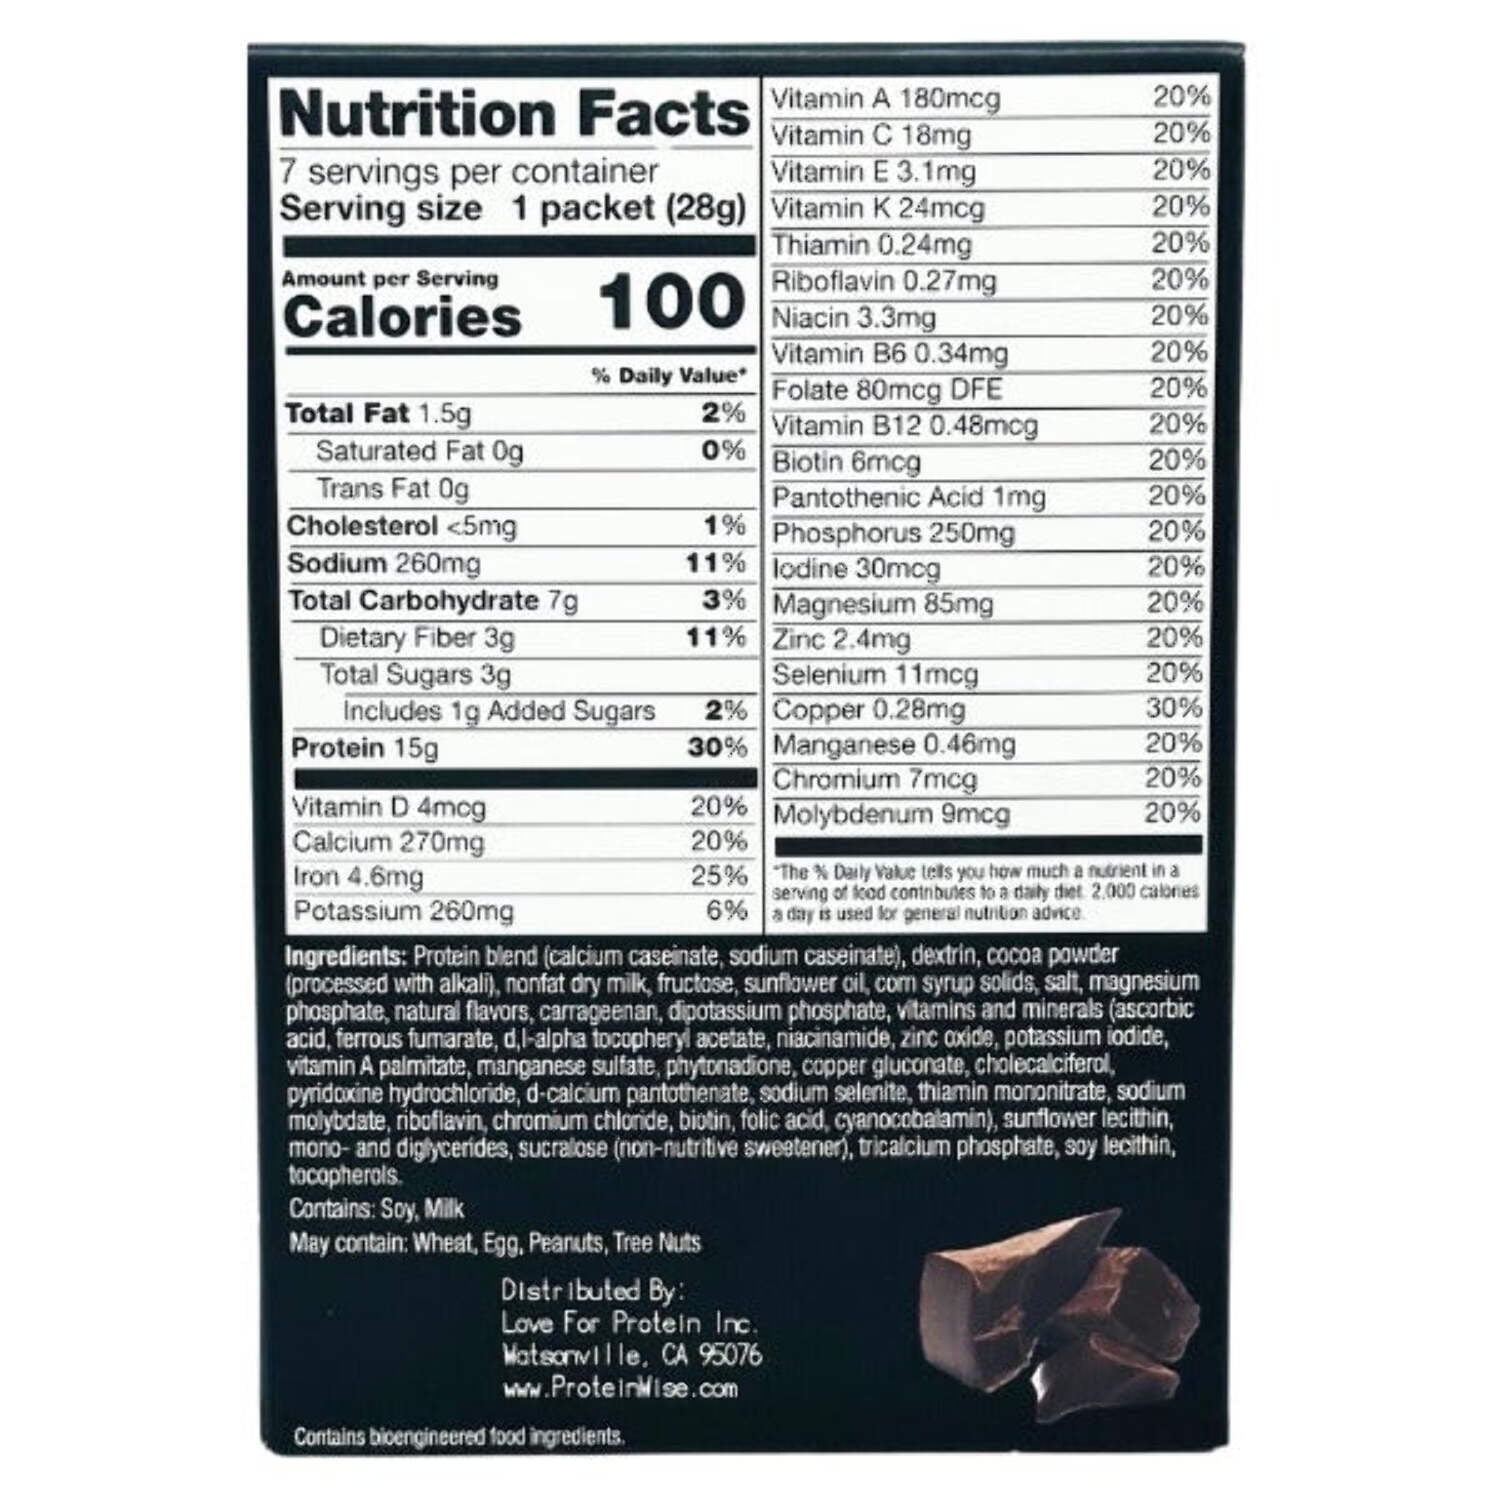 Nutrition Facts
7 servings per container
Serving size 1 packet (28g)
Amount per Serving
Calories 100
% Daily Value*
Total Fat 1.5g 2%
Saturated Fat 0g 0%
Trans Fat 0g
Cholesterol <5mg 1%
Sodium 260mg 11%
Total Carbohydrate 7g 3%
Dietary Fiber 3g 11%
Total Sugars 3g
Includes 1g Added Sugars 2%
Protein 15g 30%
Vitamin D 4mcg 20%
Calcium 270mg 20%
Iron 4.6mg 25%
Potassium 260mg 6%
Vitamin A 180mcg 20%
Vitamin C 18mg 20%
Vitamin E 3.1mg 20%
Vitamin K 24mcg 20%
Thiamin 0.24mg 20%
Riboflavin 0.27mg 20%
Niacin 3.3mg 20%
Vitamin B6 0.34mg 20%
Folate 80mcg DFE 20%
Vitamin B12 0.48mcg 20%
Biotin 6mcg 20%
Pantothenic Acid 1mg 20%
Phosphorus 250mg 20%
Iodine 30mcg 20%
Magnesium 85mg 20%
Zinc 2.4mg 20%
Selenium 11mcg 20%
Copper 0.28mg 30%
Manganese 0.46mg 20%
Chromium 7mcg 20%
Molybdenum 9mcg 20%
*The % Daily Value tells you how much a nutrient in a
serving of food contributes to a daily diet. 2,000 calories
a day is used for general nutrition advice.
Ingredients: Protein blend (calcium caseinate, sodium caseinate), dextrin, cocoa powder
(processed with alkali), nonfat dry milk, fructose, sunflower oil, corn syrup solids, salt, magnesium
phosphate, natural flavors, carrageenan, dipotassium phosphate, vitamins and minerals (ascorbic
acid, ferrous fumarate, d,l-alpha tocopheryl acetate, niacinamide, zinc oxide, potassium iodide,
vitamin A palmitate, manganese sulfate, phytonadione, copper gluconate, cholecalciferol,
pyridoxine hydrochloride, d-calcium pantothenate, sodium selenite, thiamin mononitrate, sodium
molybdate, riboflavin, chromium chloride, biotin, folic acid, cyanocobalamin), sunflower lecithin,
mono- and diglycerides, sucralose (non-nutritive sweetener), tricalcium phosphate, soy lecithin,
tocopherols.
Contains: Soy, Milk
May contain: Wheat, Egg, Peanuts, Tree Nuts
Distributed By:
Love For Protein Inc.
Watsonville, CA 95076
www.ProteinWise.com
Contains bioengineered food ingredients.